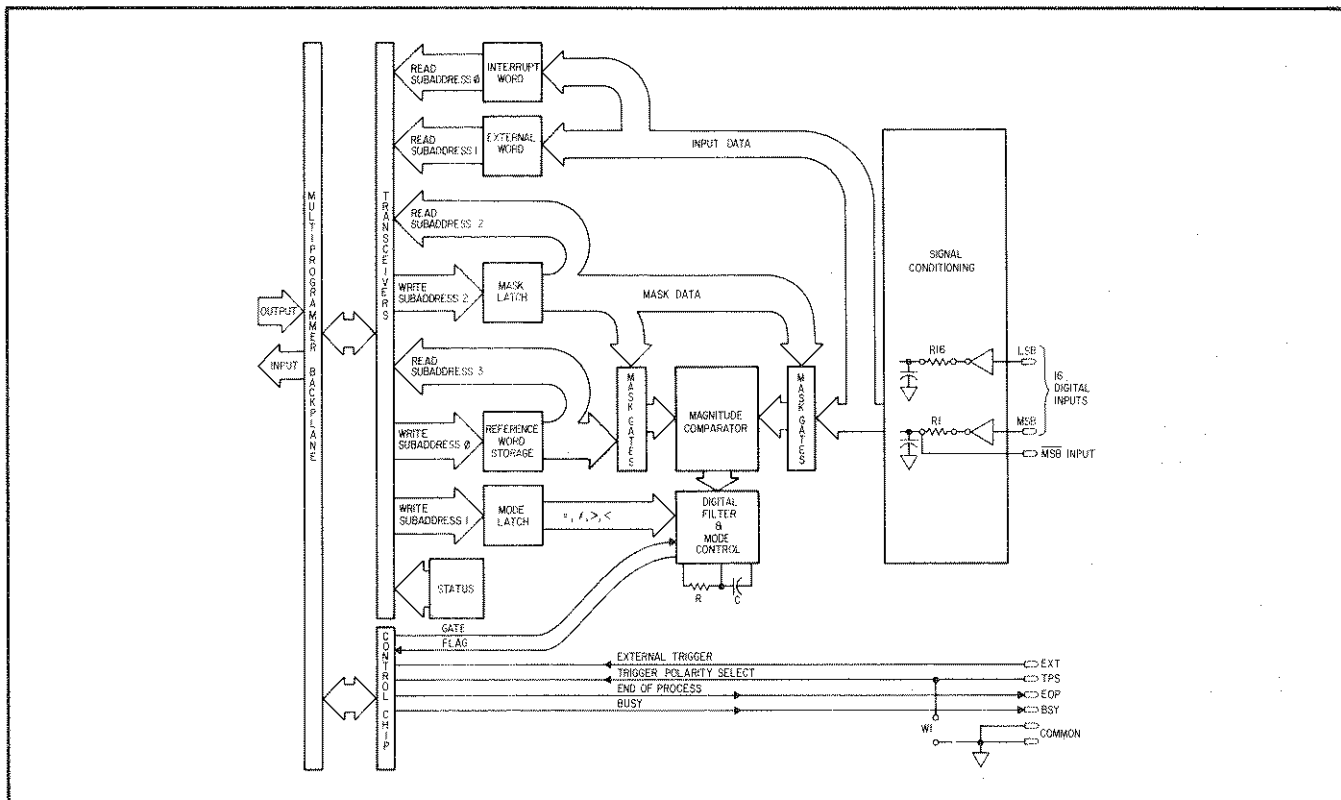 MULTIPROGRAMMER BACKPLANE
OUTPUT
INPUT
TRANSCEIVERS
READ
SUBADDRESS Ø
INTERRUPT
WORD
READ
SUBADDRESS 1
EXTERNAL
WORD
INPUT DATA
READ
SUBADDRESS 2
WRITE
SUBADDRESS 2
MASK
LATCH
MASK DATA
READ
SUBADDRESS 3
WRITE
SUBADDRESS Ø
REFERENCE
WORD
STORAGE
MASK GATES
MAGNITUDE
COMPARATOR
MASK GATES
WRITE
SUBADDRESS 1
MODE
LATCH
=, ≠, >, <
DIGITAL
FILTER
&
MODE
CONTROL
R
C
STATUS
SIGNAL
CONDITIONING
R16
LSB
R1
MSB
16
DIGITAL
INPUTS
M̅S̅B̅ INPUT
CONTROL CHIP
GATE
FLAG
EXTERNAL TRIGGER
EXT
TRIGGER POLARITY SELECT
TPS
END OF PROCESS
EOP
BUSY
BSY
W1
COMMON